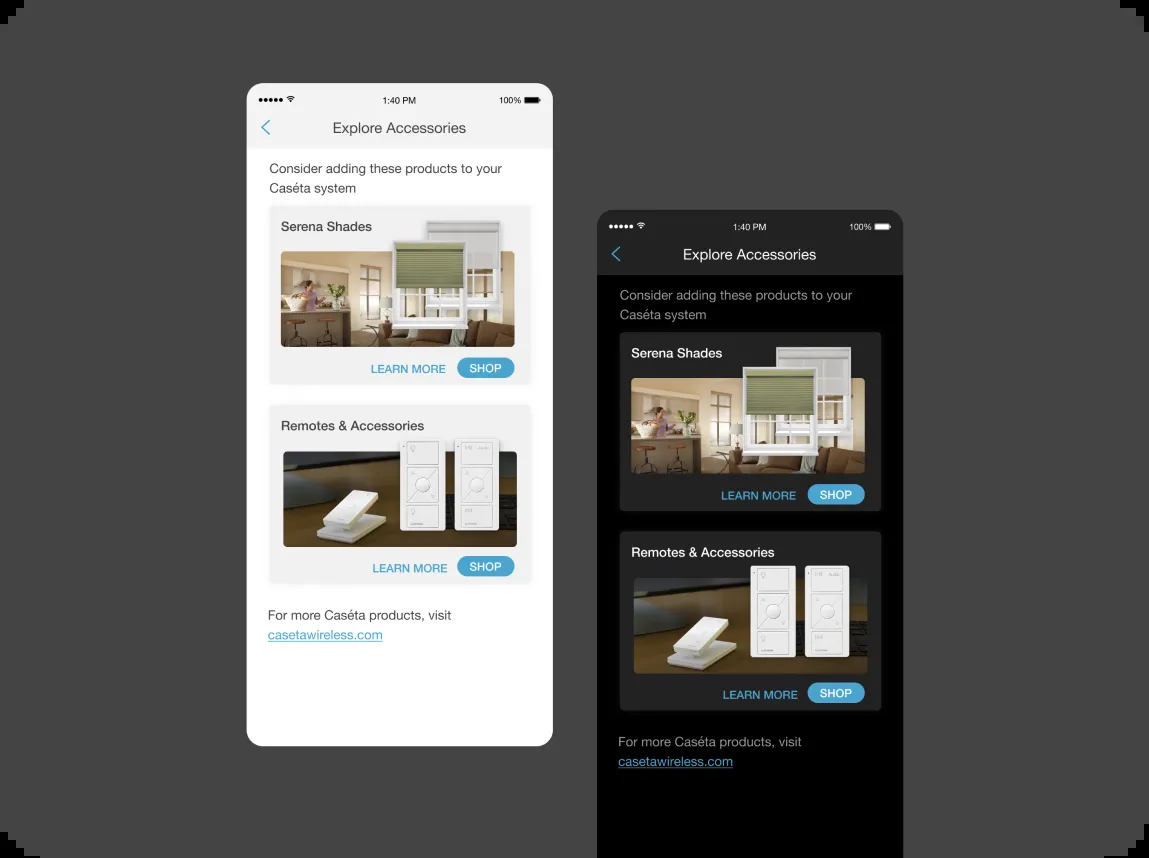 1:40 PM
100%
Explore Accessories
Consider adding these products to your
Caséta system
Serena Shades
LEARN MORE
SHOP
Remotes & Accessories
LEARN MORE
SHOP
For more Caséta products, visit
casetawireless.com
1:40 PM
100%
Explore Accessories
Consider adding these products to your
Caséta system
Serena Shades
LEARN MORE
SHOP
Remotes & Accessories
LEARN MORE
SHOP
For more Caséta products, visit
casetawireless.com